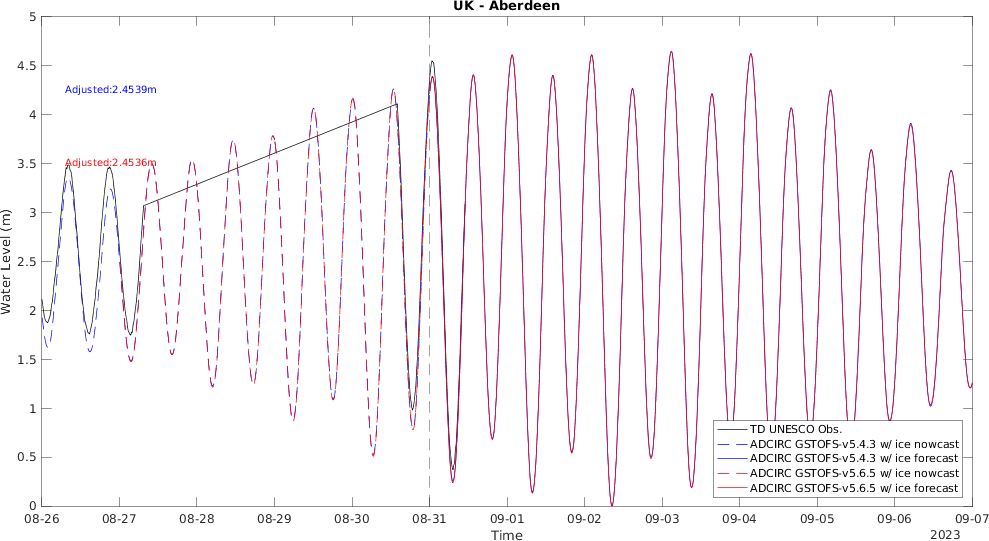 UK - Aberdeen
5
4.5
4
3.5
3
2.5
2
1.5
1
0.5
0
Water Level (m)
Adjusted:2.4539m
Adjusted:2.4536m
TD UNESCO Obs.
ADCIRC GSTOFS-v5.4.3 w/ ice nowcast
ADCIRC GSTOFS-v5.4.3 w/ ice forecast
ADCIRC GSTOFS-v5.6.5 w/ ice nowcast
ADCIRC GSTOFS-v5.6.5 w/ ice forecast
08-26 08-27 08-28 08-29 08-30 08-31 09-01 09-02 09-03 09-04 09-05 09-06 09-07
Time
2023